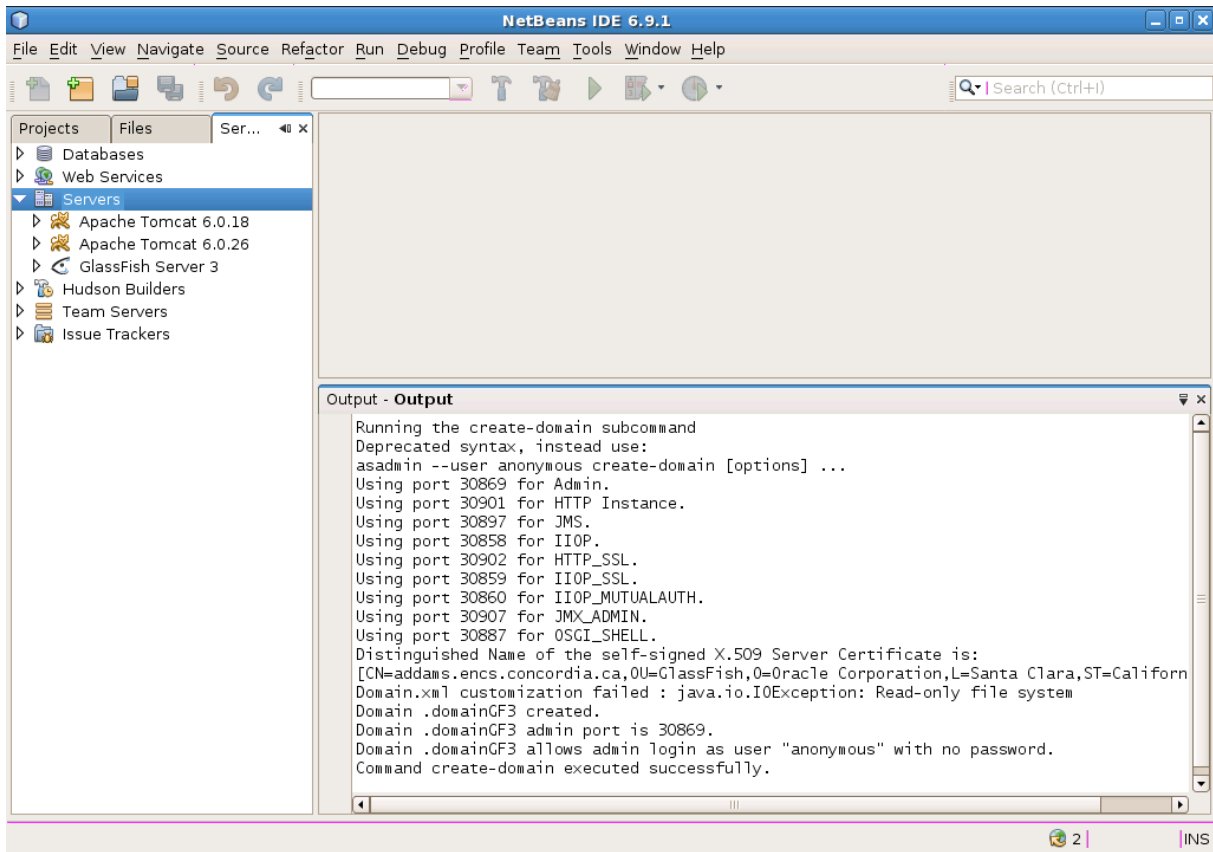 NetBeans IDE 6.9.1
File Edit View Navigate Source Refactor Run Debug Profile Team Tools Window Help
Search (Ctrl+I)
Projects Files Ser...
Databases
Web Services
Servers
Apache Tomcat 6.0.18
Apache Tomcat 6.0.26
GlassFish Server 3
Hudson Builders
Team Servers
Issue Trackers
Output - Output
Running the create-domain subcommand
Deprecated syntax, instead use:
asadmin --user anonymous create-domain [options] ...
Using port 30869 for Admin.
Using port 30901 for HTTP Instance.
Using port 30897 for JMS.
Using port 30858 for IIOP.
Using port 30902 for HTTP_SSL.
Using port 30859 for IIOP_SSL.
Using port 30860 for IIOP_MUTUALAUTH.
Using port 30907 for JMX_ADMIN.
Using port 30887 for OSGI_SHELL.
Distinguished Name of the self-signed X.509 Server Certificate is:
[CN=addams.encs.concordia.ca,OU=GlassFish,O=Oracle Corporation,L=Santa Clara,ST=Californ
Domain.xml customization failed : java.io.IOException: Read-only file system
Domain .domainGF3 created.
Domain .domainGF3 admin port is 30869.
Domain .domainGF3 allows admin login as user "anonymous" with no password.
Command create-domain executed successfully.
2
INS